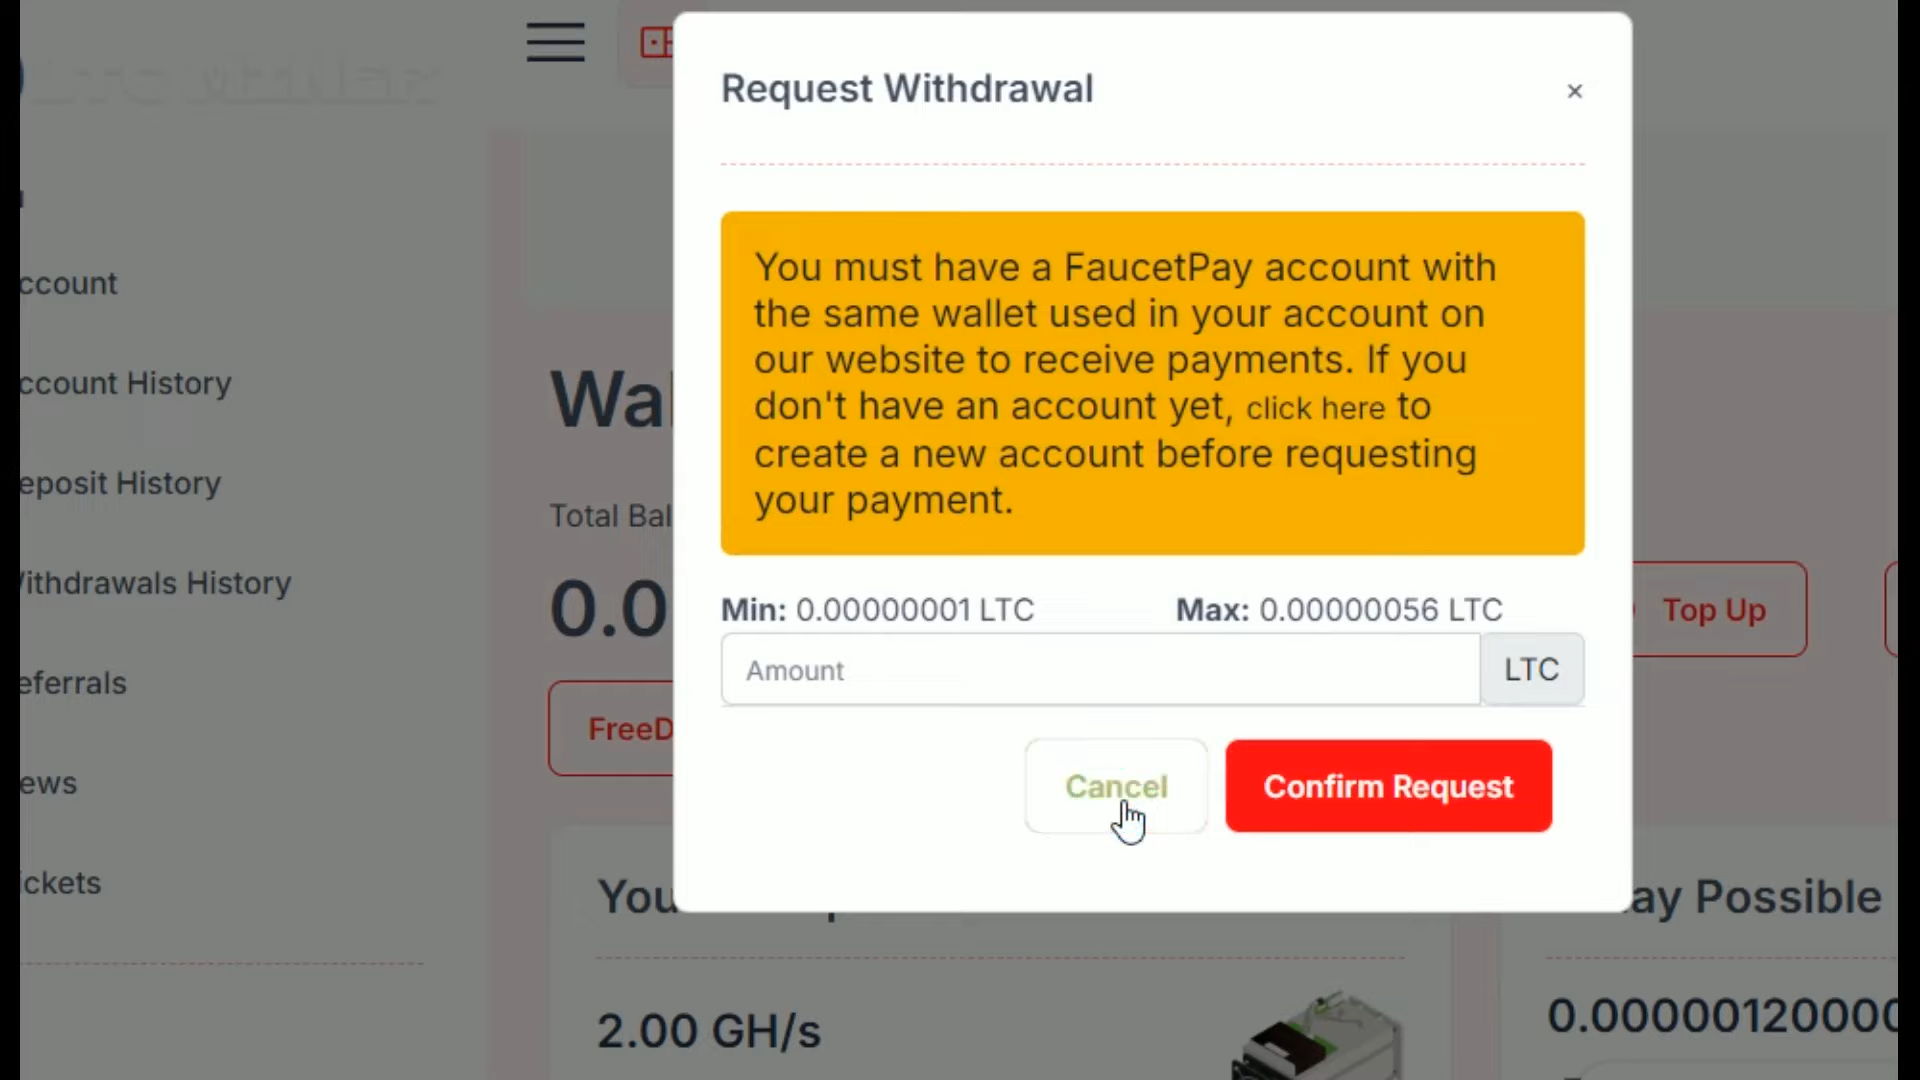 Request Withdrawal
×
You must have a FaucetPay account with
the same wallet used in your account on
our website to receive payments. If you
don't have an account yet, click here to
create a new account before requesting
your payment.
Min: 0.00000001 LTC Max: 0.00000056 LTC
Amount LTC
Cancel Confirm Request
ccount
ccount History
eposit History
ithdrawals History
eferrals
ews
ickets
Wal
Total Bal
0.0
Top Up
FreeD
You
ay Possible
2.00 GH/s
0.00000120000